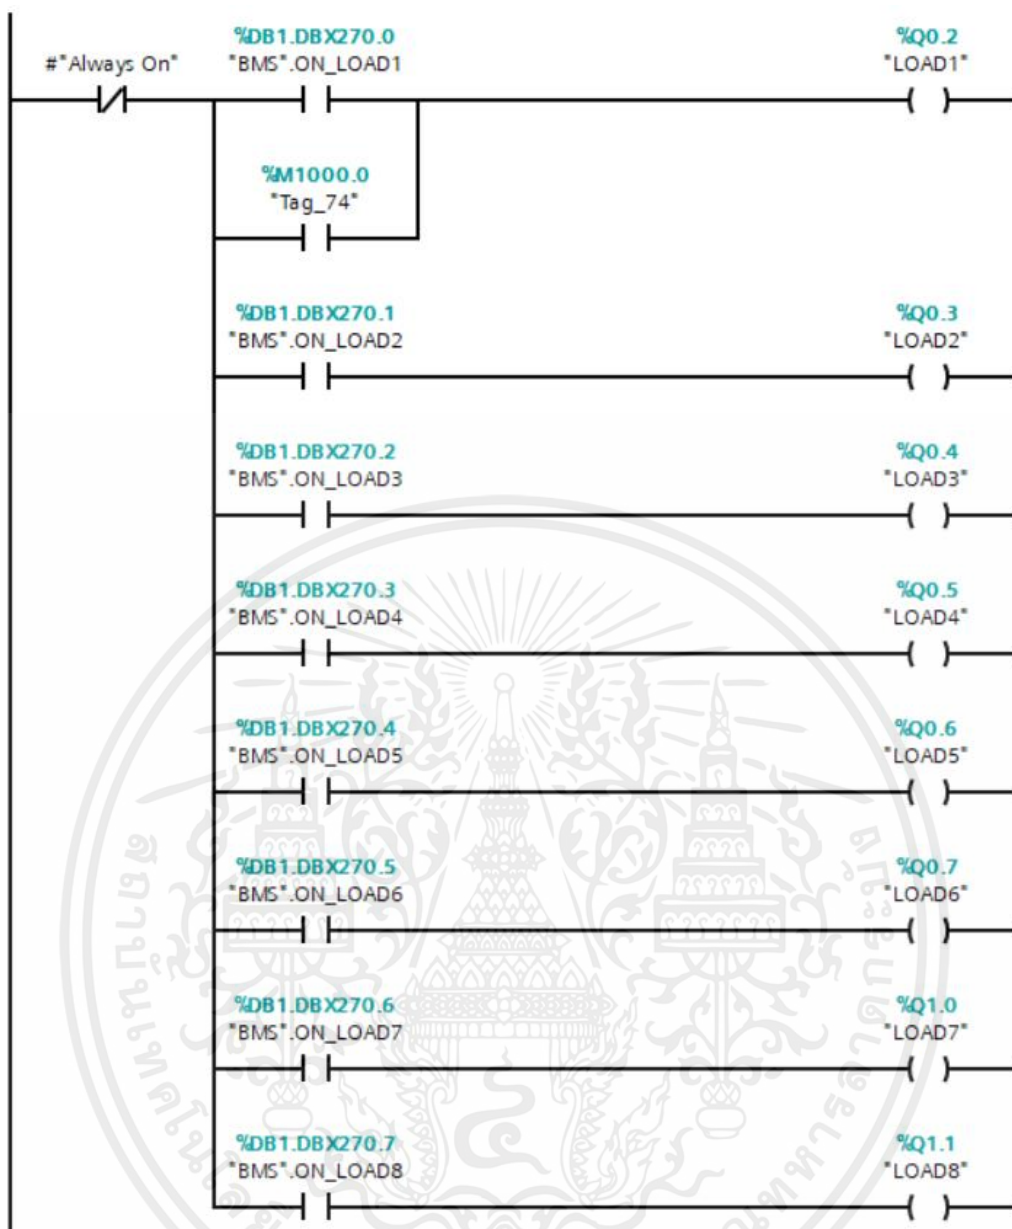 %DB1.DBX270.0
%Q0.2
#"Always On"
"BMS".ON_LOAD1
"LOAD1"
%M1000.0
"Tag_74"
%DB1.DBX270.1
%Q0.3
"BMS".ON_LOAD2
"LOAD2"
%DB1.DBX270.2
%Q0.4
"BMS".ON_LOAD3
"LOAD3"
%DB1.DBX270.3
%Q0.5
"BMS".ON_LOAD4
"LOAD4"
%DB1.DBX270.4
%Q0.6
"BMS".ON_LOAD5
"LOAD5"
%DB1.DBX270.5
%Q0.7
"BMS".ON_LOAD6
"LOAD6"
%DB1.DBX270.6
%Q1.0
"BMS".ON_LOAD7
"LOAD7"
%DB1.DBX270.7
%Q1.1
"BMS".ON_LOAD8
"LOAD8"